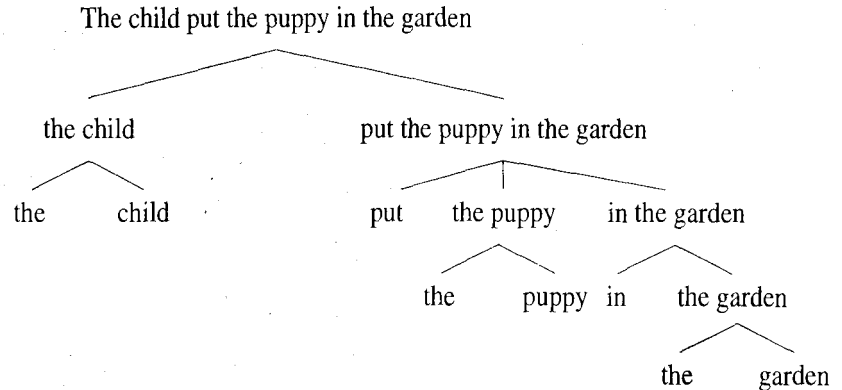 The child put the puppy in the garden
the child put the puppy in the garden
the child put the puppy in the garden
the puppy in the garden
the garden